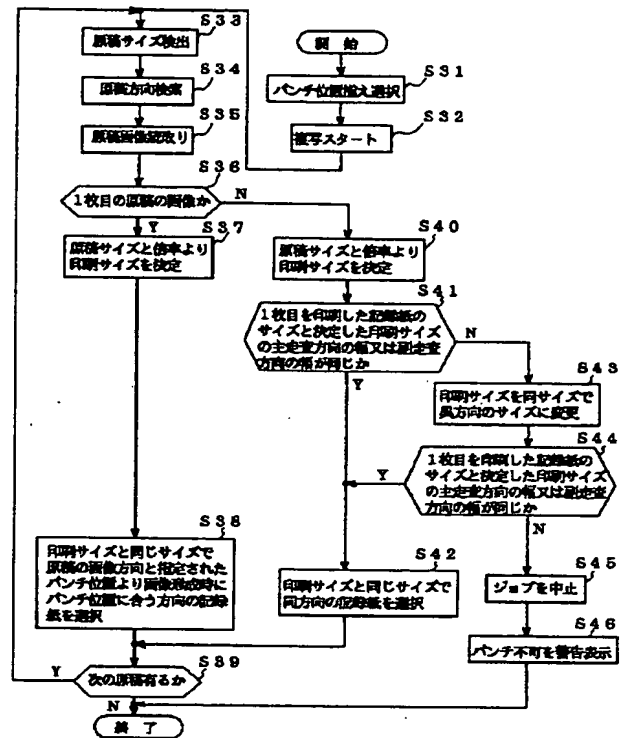 開 始
S31
パンチ位置揃え選択
S32
複写スタート
S33
原稿サイズ検出
S34
原稿方向検索
S35
原稿画像読取り
S36
1枚目の原稿の画像か
N
Y
S37
原稿サイズと倍率より
印刷サイズを決定
S40
原稿サイズと倍率より
印刷サイズを決定
S41
1枚目を印刷した記録紙の
サイズと決定した印刷サイズ
の主走査方向の幅又は副走査
方向の幅が同じか
N
Y
S43
印刷サイズを同サイズで
異方向のサイズに変更
S44
1枚目を印刷した記録紙の
サイズと決定した印刷サイズ
の主走査方向の幅又は副走査
方向の幅が同じか
Y
N
S38
印刷サイズと同じサイズで
原稿の画像方向と指定された
パンチ位置より画像形成時に
パンチ位置に合う方向の記録
紙を選択
S42
印刷サイズと同じサイズで
同方向の記録紙を選択
S45
ジョブを中止
S46
パンチ不可を警告表示
S39
次の原稿有るか
Y
N
終 了